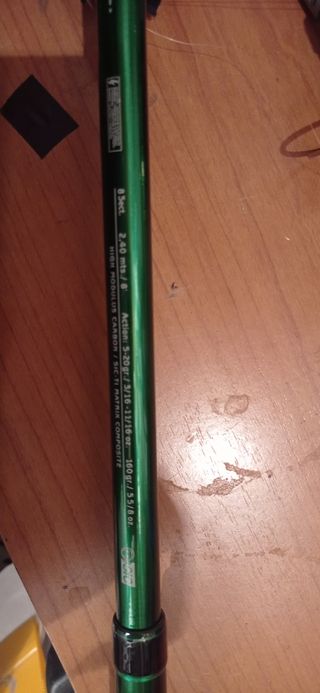 8 Sect. 2,40 mts./ 8' Action: 5-20 gr./ 3/16 -11/16 oz. 160 gr./ 5 5/8 oz.
HIGH MODULUS CARBON / SIC-TI MATRIX COMPOSITE